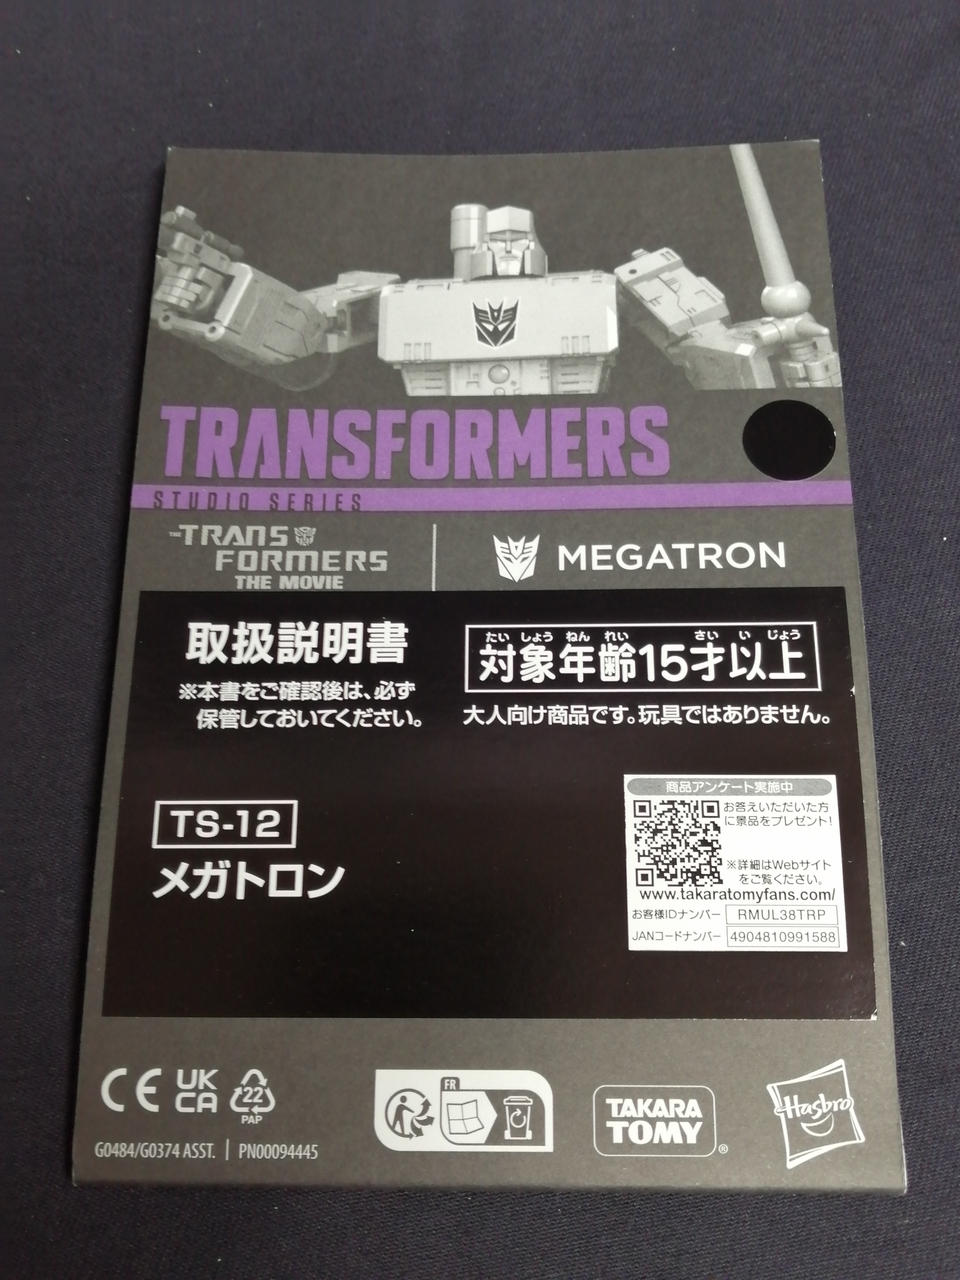 TRANSFORMERS
STUDIO SERIES
THE TRANSFORMERS
THE MOVIE
MEGATRON
取扱説明書
※本書をご確認後は、必ず
保管しておいてください。
たい しょう ねん れい さい い じょう
対象年齢15才以上
大人向け商品です。玩具ではありません。
TS-12
メガトロン
商品アンケート実施中
お答えいただいた方
に景品をプレゼント!
※詳細はWebサイト
をご覧ください。
www.takaratomyfans.com/
お客様IDナンバー RMUL38TRP
JANコードナンバー 4904810991588
CE
UK
CA
22
PAP
FR
TAKARA
TOMY
®
Hasbro
G0484/G0374 ASST. | PN00094445